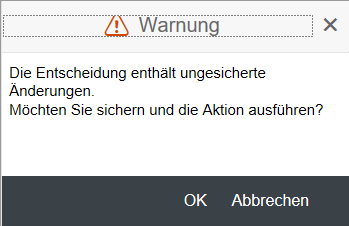 Warnung
Die Entscheidung enthält ungesicherte
Änderungen.
Möchten Sie sichern und die Aktion ausführen?
OK Abbrechen